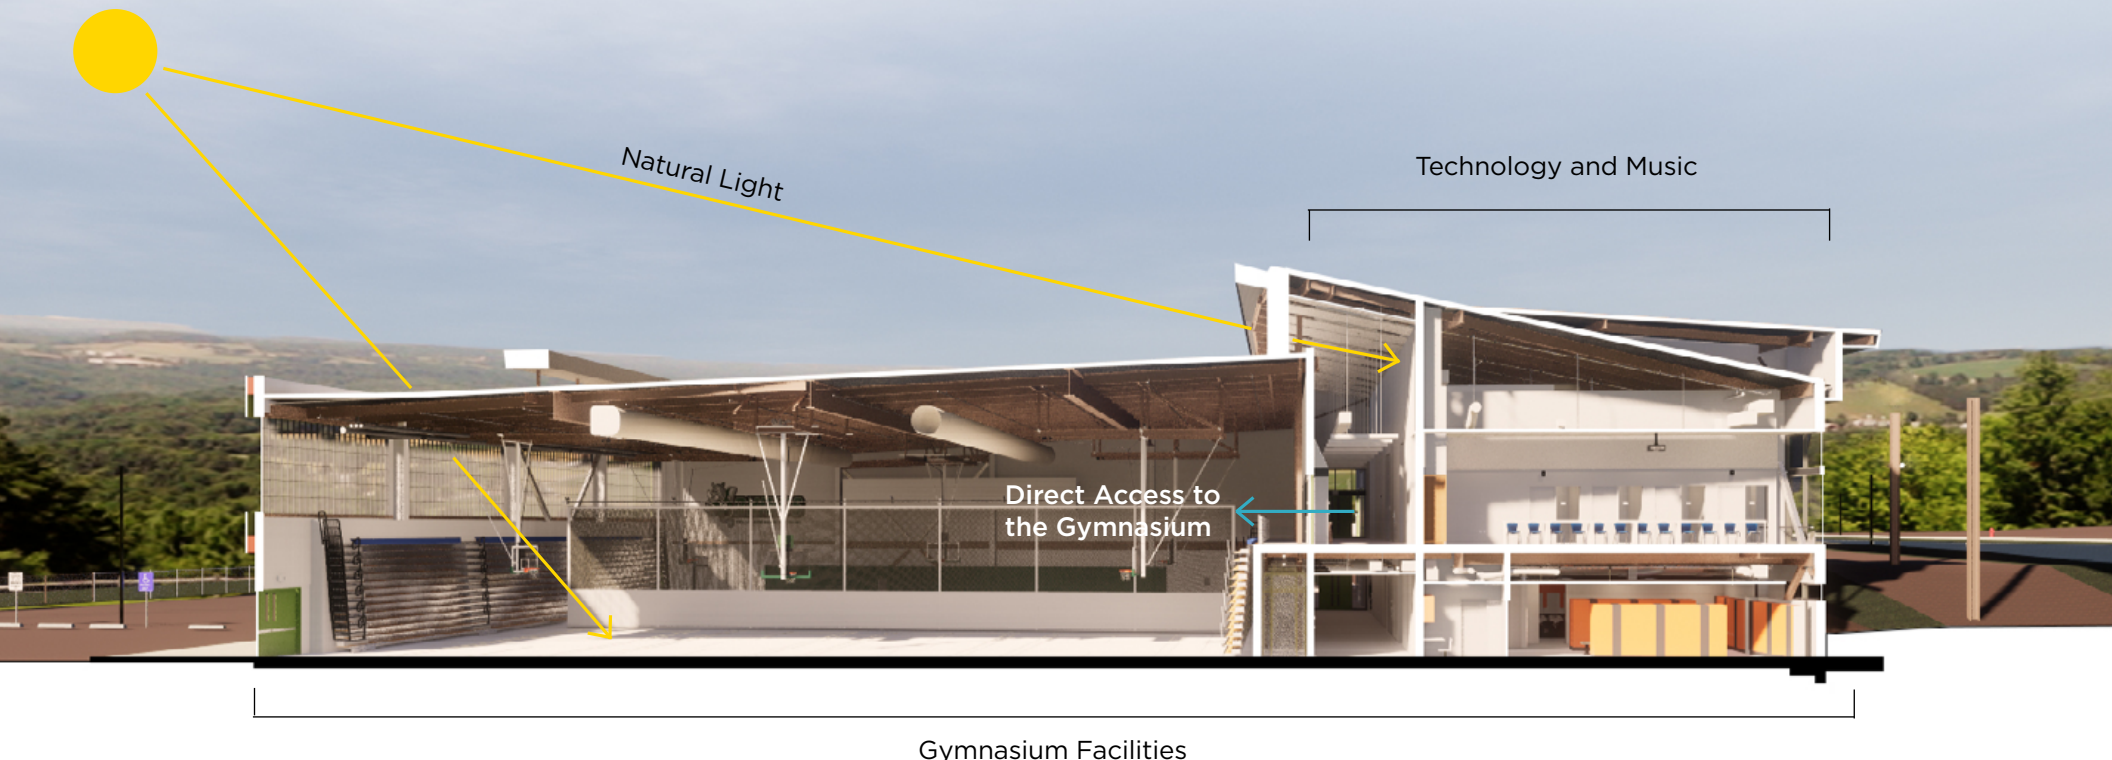 Natural Light
Technology and Music
Direct Access to
the Gymnasium
Gymnasium Facilities